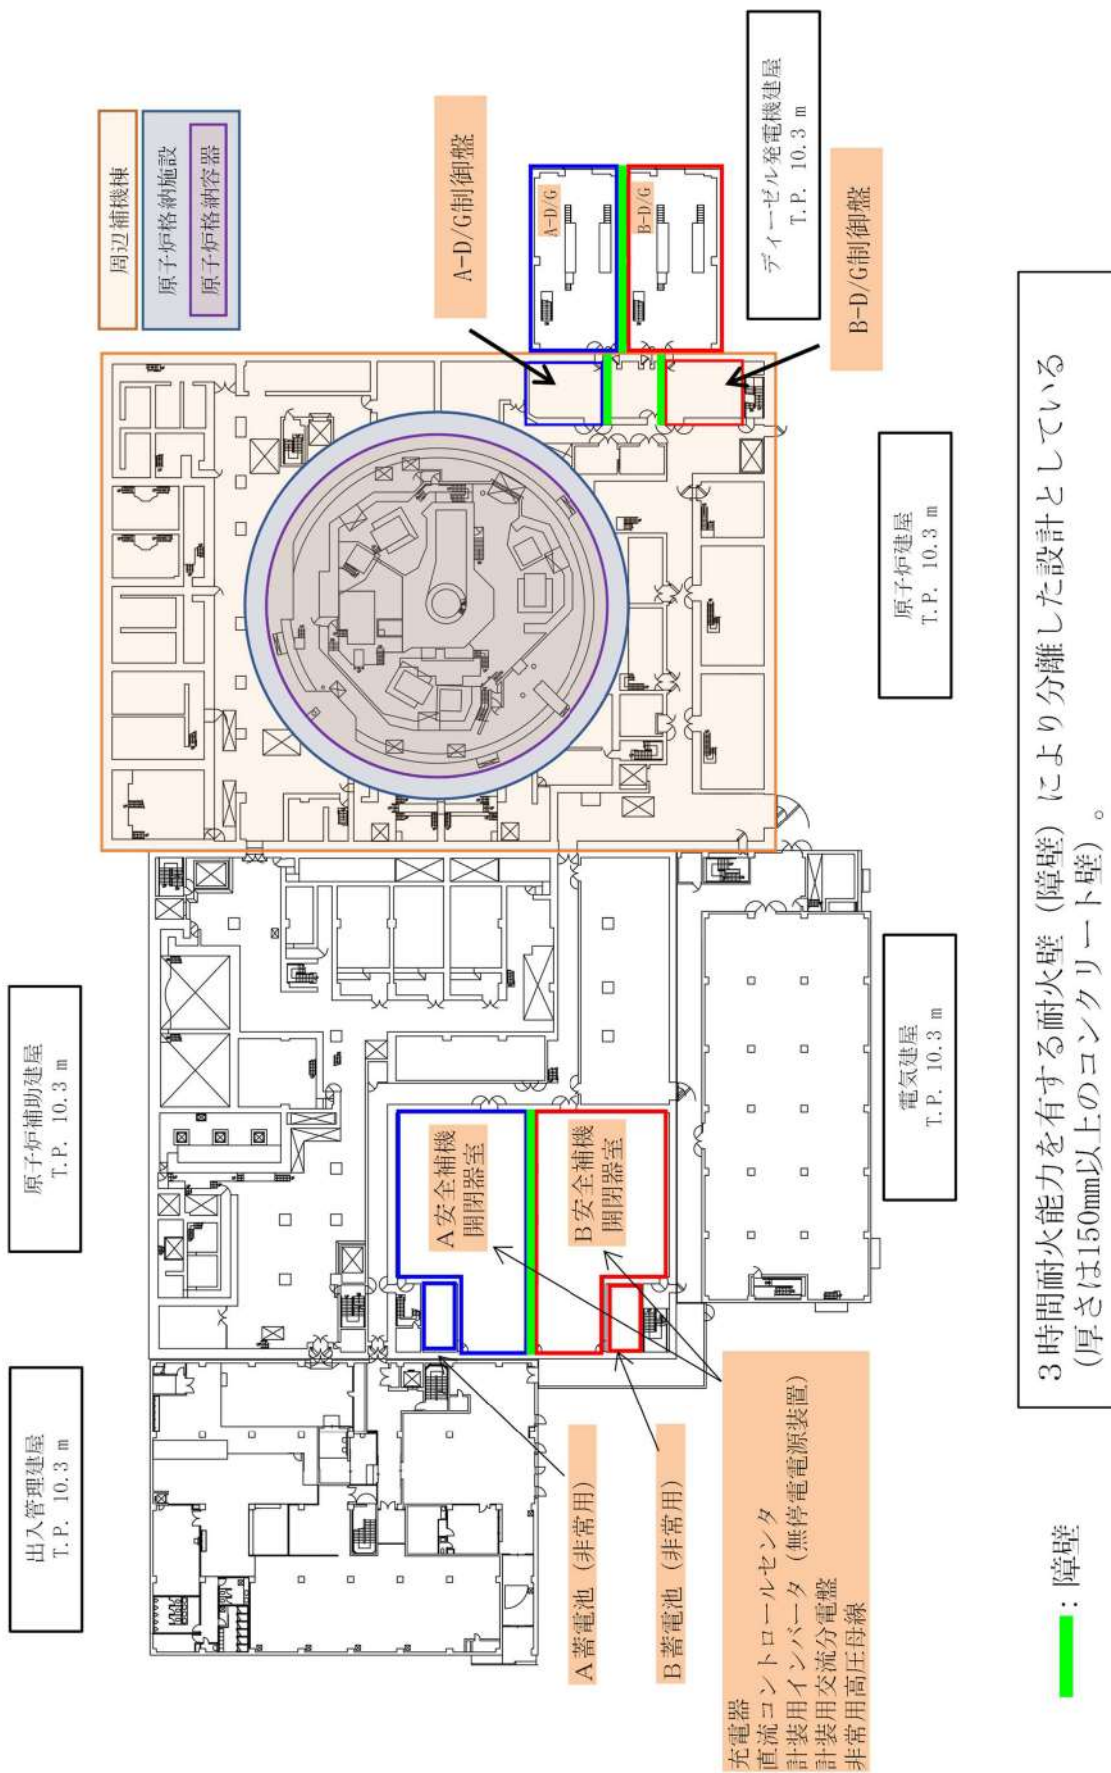 出入管理建屋
T.P. 10.3 m
原子炉補助建屋
T.P. 10.3 m
周辺補機棟
原子炉格納施設
原子炉格納容器
A-D/G制御盤
A-D/G
B-D/G
ディーゼル発電機建屋
T.P. 10.3 m
B-D/G制御盤
A安全補機
開閉器室
B安全補機
開閉器室
A蓄電池（非常用）
B蓄電池（非常用）
充電器
直流コントロールセンタ
計装用インバータ（無停電電源装置）
計装用交流分電盤
非常用高圧母線
電気建屋
T.P. 10.3 m
原子炉建屋
T.P. 10.3 m
：障壁
３時間耐火能力を有する耐火壁（障壁）により分離した設計としている
（厚さは150mm以上のコンクリート壁）。